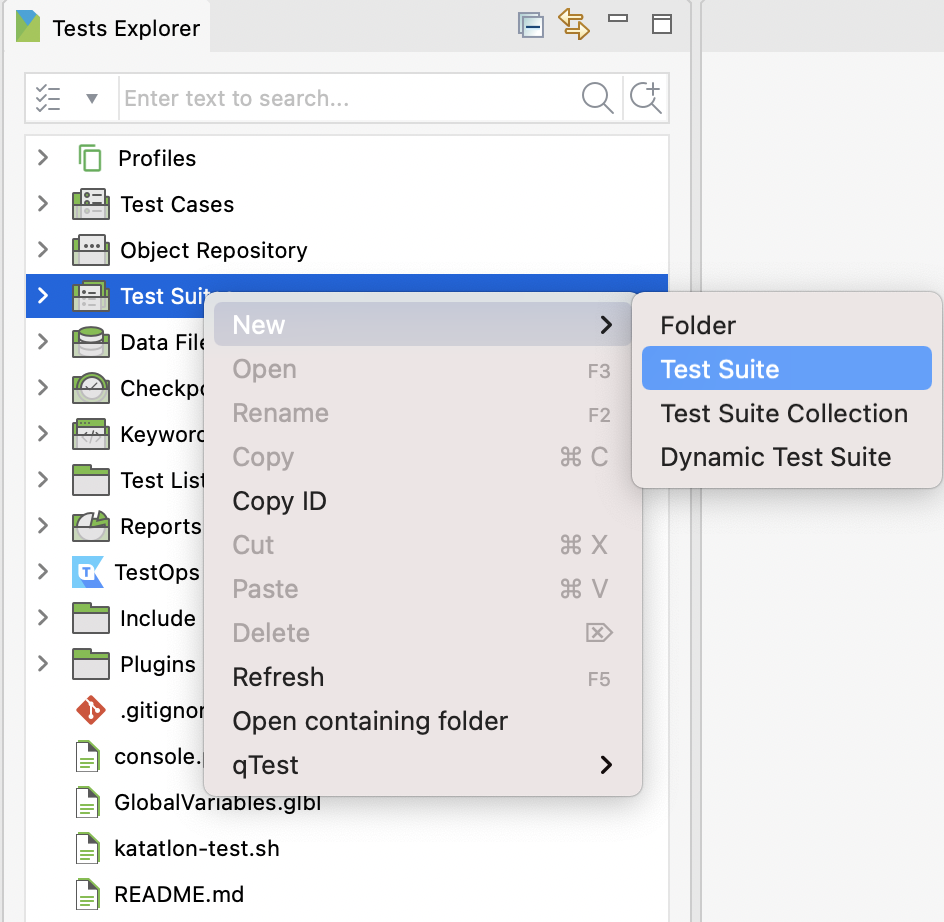 Tests Explorer
Enter text to search...
Profiles
Test Cases
Object Repository
Test Suit
Data File
Checkpo
Keyword
Test List
Reports
TestOps
Include
Plugins
.gitignor
console.p
GlobalVariables.glbl
katatlon-test.sh
README.md
New
Open F3
Rename F2
Copy ⌘ C
Copy ID
Cut ⌘ X
Paste ⌘ V
Delete ⌦
Refresh F5
Open containing folder
qTest
Folder
Test Suite
Test Suite Collection
Dynamic Test Suite